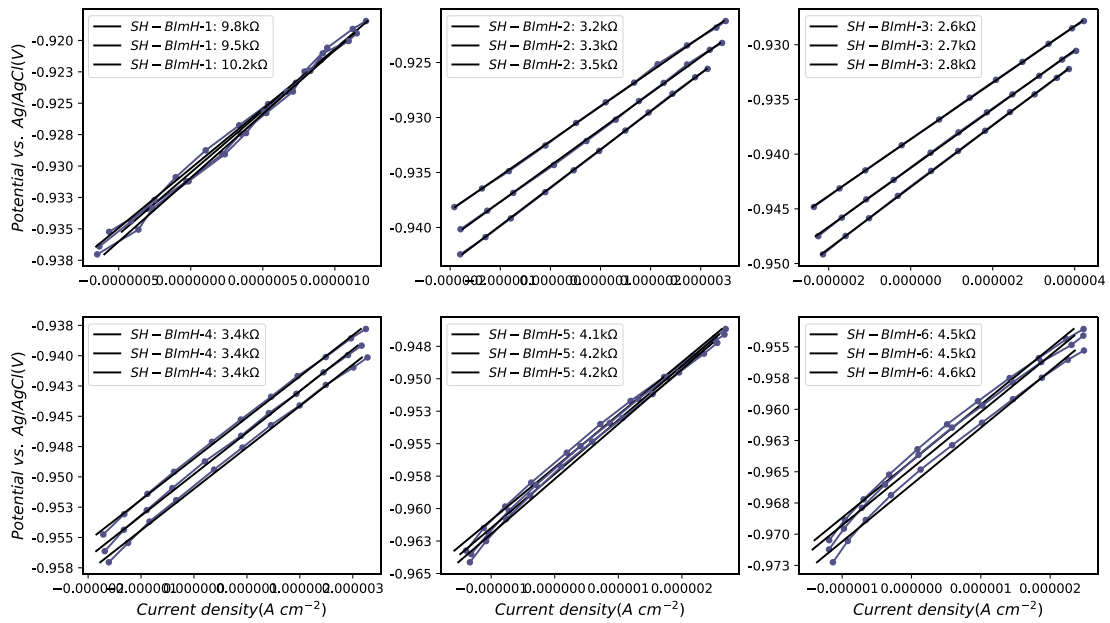 SH − BImH-1: 9.8kΩ
SH − BImH-1: 9.5kΩ
SH − BImH-1: 10.2kΩ
Potential vs. Ag/AgCl(V)
-0.920
-0.923
-0.925
-0.928
-0.930
-0.933
-0.935
-0.938
−0.0000005 0.0000000 0.0000005 0.0000010
SH − BImH-2: 3.2kΩ
SH − BImH-2: 3.3kΩ
SH − BImH-2: 3.5kΩ
-0.925
-0.930
-0.935
-0.940
SH − BImH-3: 2.6kΩ
SH − BImH-3: 2.7kΩ
SH − BImH-3: 2.8kΩ
-0.930
-0.935
-0.940
-0.945
-0.950
−0.000002 0.000000 0.000002 0.000004
SH − BImH-4: 3.4kΩ
SH − BImH-4: 3.4kΩ
SH − BImH-4: 3.4kΩ
Potential vs. Ag/AgCl(V)
-0.938
-0.940
-0.943
-0.945
-0.948
-0.950
-0.953
-0.955
-0.958
Current density(A cm⁻²)
SH − BImH-5: 4.1kΩ
SH − BImH-5: 4.2kΩ
SH − BImH-5: 4.2kΩ
-0.948
-0.950
-0.953
-0.955
-0.958
-0.960
-0.963
-0.965
−0.000001 0.000000 0.000001 0.000002
Current density(A cm⁻²)
SH − BImH-6: 4.5kΩ
SH − BImH-6: 4.5kΩ
SH − BImH-6: 4.6kΩ
-0.955
-0.958
-0.960
-0.963
-0.965
-0.968
-0.970
-0.973
−0.000001 0.000000 0.000001 0.000002
Current density(A cm⁻²)